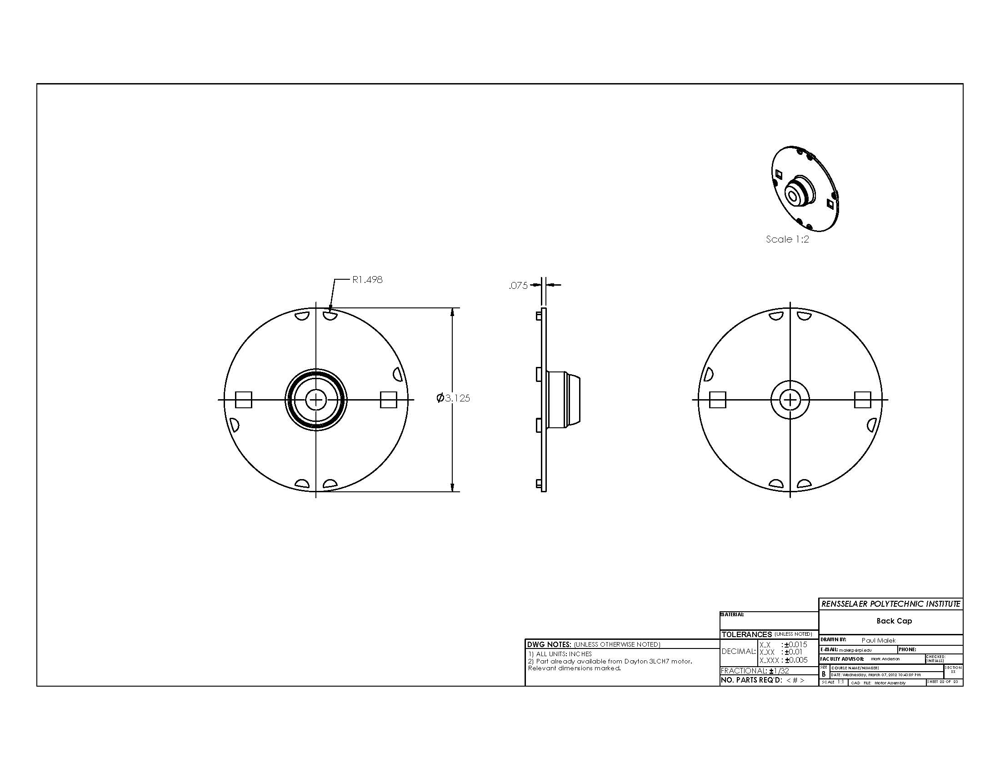 Scale 1:2
R1.498
.075
Ø3.125
RENSSELAER POLYTECHNIC INSTITUTE
Back Cap
MATERIAL:
TOLERANCES (UNLESS NOTED)
DECIMAL:
X.X : ±0.015
X.XX : ±0.01
X.XXX : ±0.005
FRACTIONAL: ±1/32
NO. PARTS REQ'D: < # >
DWG NOTES: (UNLESS OTHERWISE NOTED)
1) ALL UNITS: INCHES
2) Part already available from Dayton 3LCH7 motor.
Relevant dimensions marked.
DRAWN BY: Paul Malek
E-MAIL: malekp@rpi.edu PHONE:
FACULTY ADVISOR: Mark Anderson
CHECKED:
(INITIALS)
SIZE
B
COURSE NAME/NUMBER:
DATE: Wednesday, March 07, 2012 10:43:09 PM
SECTION
XX
SCALE 1:1
CAD FILE: Motor Assembly
SHEET 22 OF 23